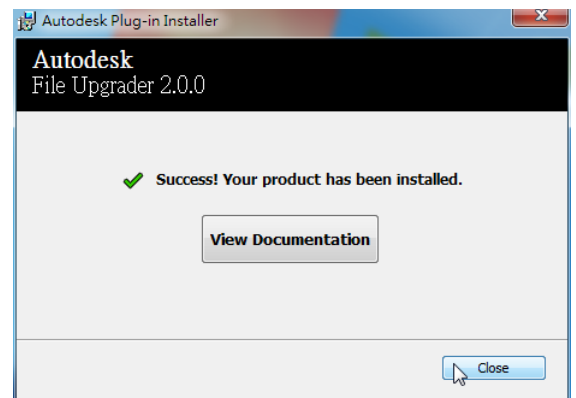 Autodesk Plug-in Installer
Autodesk
File Upgrader 2.0.0
Success! Your product has been installed.
View Documentation
Close